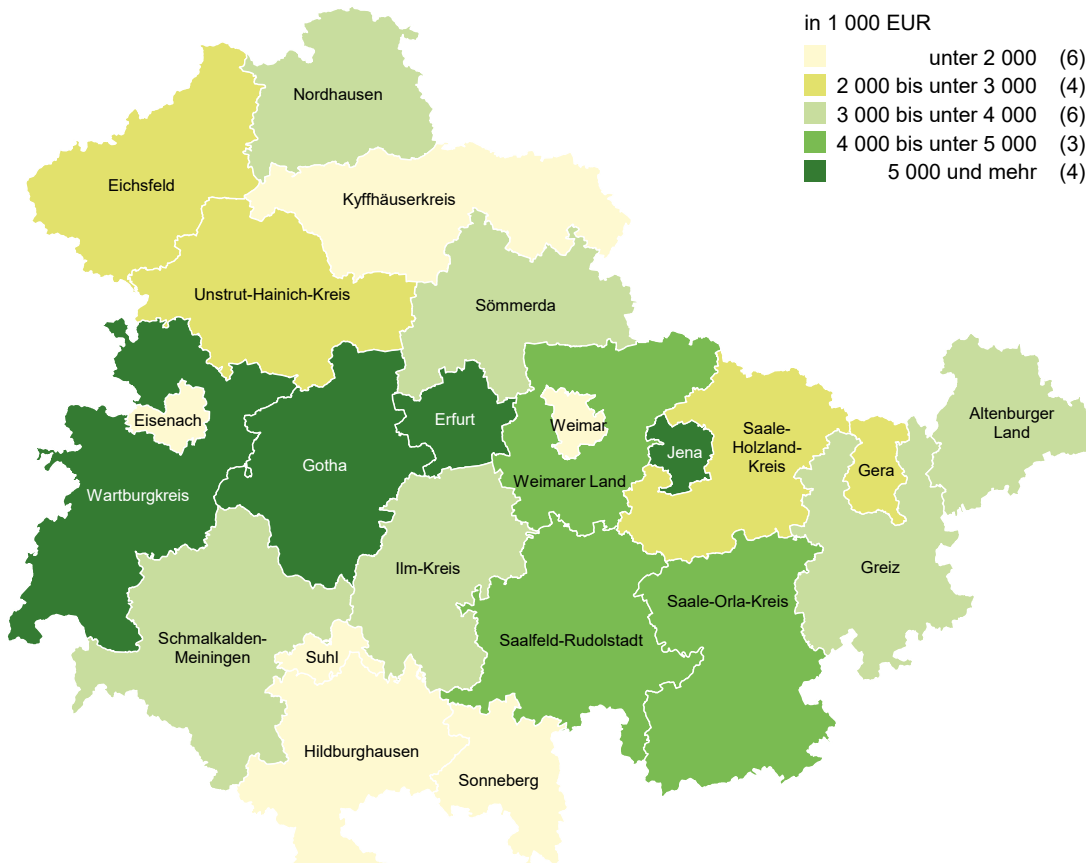 in 1 000 EUR
unter 2 000 (6)
2 000 bis unter 3 000 (4)
3 000 bis unter 4 000 (6)
4 000 bis unter 5 000 (3)
5 000 und mehr (4)
Nordhausen
Eichsfeld
Kyffhäuserkreis
Unstrut-Hainich-Kreis
Sömmerda
Eisenach
Erfurt
Weimar
Saale-
Holzland-
Kreis
Altenburger
Land
Gotha
Jena
Gera
Wartburgkreis
Weimarer Land
Ilm-Kreis
Greiz
Saale-Orla-Kreis
Schmalkalden-
Meiningen
Suhl
Saalfeld-Rudolstadt
Hildburghausen
Sonneberg